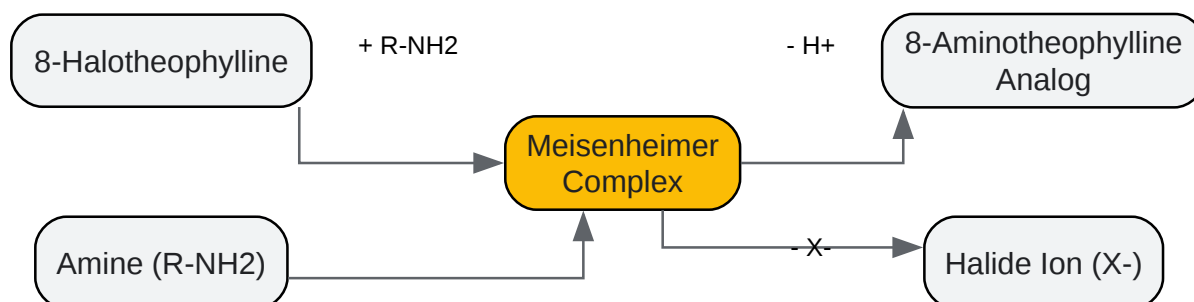 8-Halotheophylline
+ R-NH2
- H+
8-Aminotheophylline
Analog
Meisenheimer
Complex
Amine (R-NH2)
- X-
Halide Ion (X-)